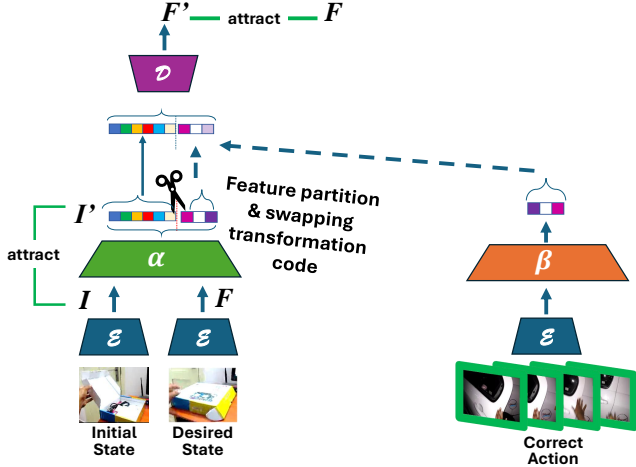 F' attract F
𝒟
Feature partition
& swapping
transformation
code
I'
attract
α
β
I
F
ℰ
ℰ
ℰ
Initial
State
Desired
State
Correct
Action